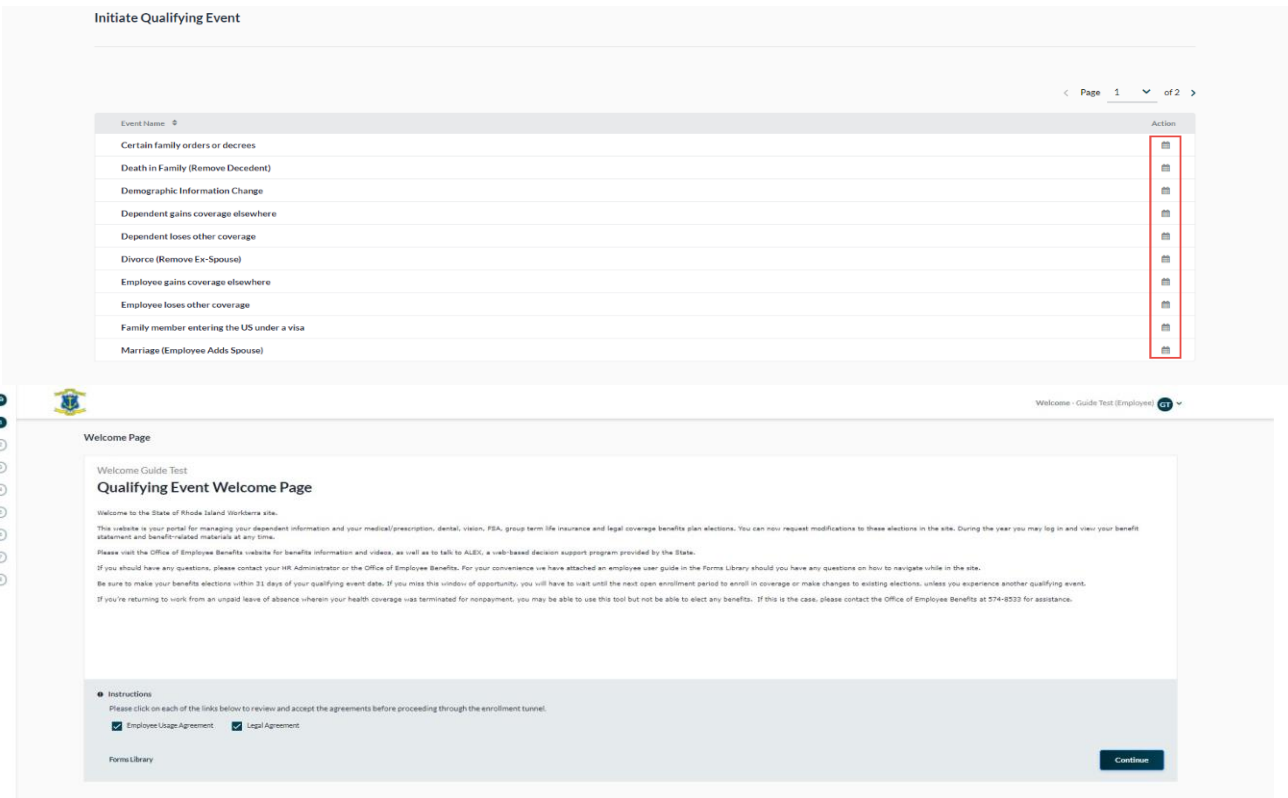 Initiate Qualifying Event
Page 1 of 2
Event Name Action
Certain family orders or decrees
Death in Family (Remove Decedent)
Demographic Information Change
Dependent gains coverage elsewhere
Dependent loses other coverage
Divorce (Remove Ex-Spouse)
Employee gains coverage elsewhere
Employee loses other coverage
Family member entering the US under a visa
Marriage (Employee Adds Spouse)
Welcome - Guide Test (Employee) GT
Welcome Page
Welcome Guide Test
Qualifying Event Welcome Page
Welcome to the State of Rhode Island Workterra site.
This website is your portal for managing your dependent information and your medical/prescription, dental, vision, FSA, group term life insurance and legal coverage benefits plan elections. You can now request modifications to these elections in the site. During the year you may log in and view your benefit
statement and benefit-related materials at any time.
Please visit the Office of Employee Benefits website for benefits information and videos, as well as to talk to ALEX, a web-based decision support program provided by the State.
If you should have any questions, please contact your HR Administrator or the Office of Employee Benefits. For your convenience we have attached an employee user guide in the Forms Library should you have any questions on how to navigate while in the site.
Be sure to make your benefits elections within 31 days of your qualifying event date. If you miss this window of opportunity, you will have to wait until the next open enrollment period to enroll in coverage or make changes to existing elections, unless you experience another qualifying event.
If you're returning to work from an unpaid leave of absence wherein your health coverage was terminated for nonpayment, you may be able to use this tool but not be able to elect any benefits. If this is the case, please contact the Office of Employee Benefits at 574-8533 for assistance.
Instructions
Please click on each of the links below to review and accept the agreements before proceeding through the enrollment tunnel.
Employee Usage Agreement Legal Agreement
Forms Library Continue